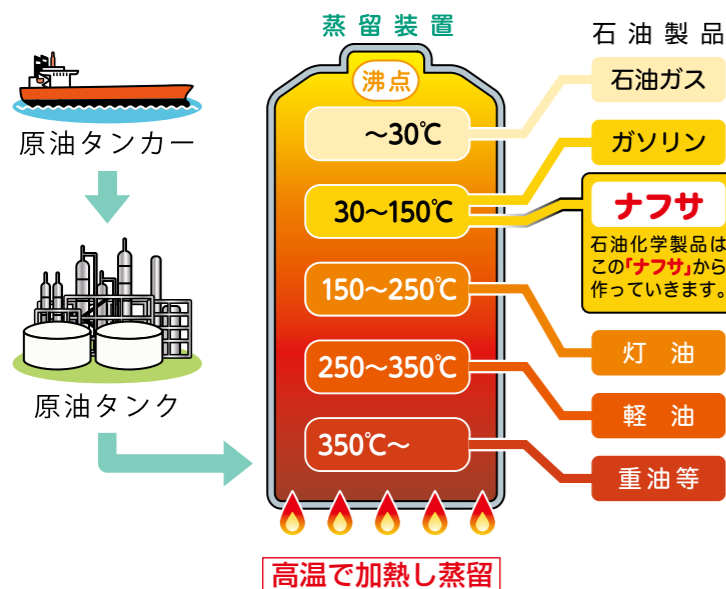 蒸留装置
石油製品
沸点
石油ガス
～30℃
ガソリン
原油タンカー
30～150℃
ナフサ
石油化学製品は
この「ナフサ」から
作っていきます。
150～250℃
灯油
250～350℃
軽油
原油タンク
350℃～
重油等
高温で加熱し蒸留